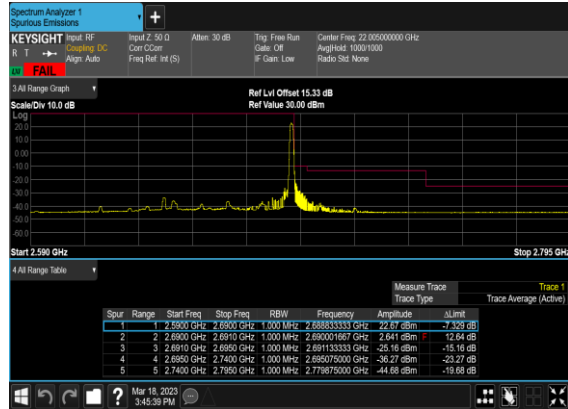 Spectrum Analyzer 1
Spurious Emissions
KEYSIGHT Input: RF Input Z: 50 Ω Atten: 30 dB Trig: Free Run Center Freq: 22.005000000 GHz
R T Coupling: DC Corr CCorr Gate: Off Avg|Hold: 1000/1000
Align: Auto Freq Ref: Int (S) IF Gain: Low Radio Std: None
LV FAIL
3 All Range Graph
Ref Lvl Offset 15.33 dB
Scale/Div 10.0 dB Ref Value 30.00 dBm
Log
20.0
10.0
0.00
-10.0
-20.0
-30.0
-40.0
-50.0
-60.0
Start 2.590 GHz Stop 2.795 GHz
4 All Range Table
Measure Trace Trace 1
Trace Type Trace Average (Active)
Spur Range Start Freq Stop Freq RBW Frequency Amplitude ΔLimit
1 1 2.5900 GHz 2.6900 GHz 1.000 MHz 2.688833333 GHz 22.67 dBm -7.329 dB
2 2 2.6900 GHz 2.6910 GHz 1.000 MHz 2.690001667 GHz 2.641 dBm F 12.64 dB
3 3 2.6910 GHz 2.6950 GHz 1.000 MHz 2.691133333 GHz -25.16 dBm -15.16 dB
4 4 2.6950 GHz 2.7400 GHz 1.000 MHz 2.695075000 GHz -36.27 dBm -23.27 dB
5 5 2.7400 GHz 2.7950 GHz 1.000 MHz 2.779875000 GHz -44.68 dBm -19.68 dB
? Mar 18, 2023
3:45:39 PM